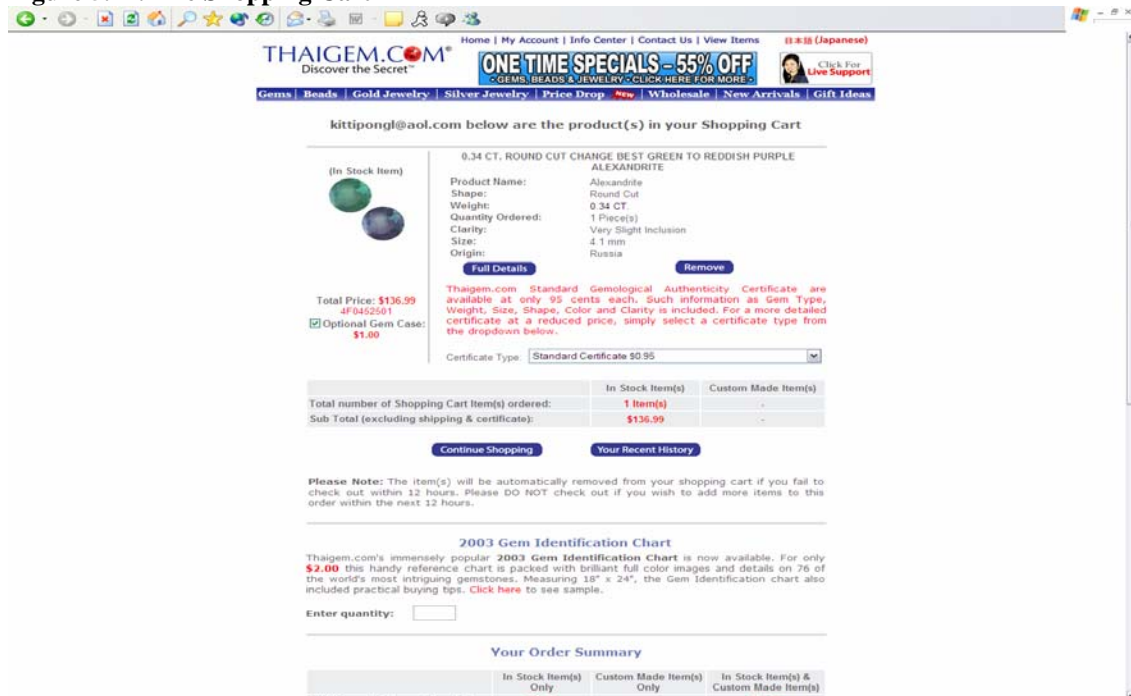 Home | My Account | Info Center | Contact Us | View Items 日本語 (Japanese)
THAIGEM.COM®
Discover the Secret™
ONE TIME SPECIALS - 55% OFF
• GEMS, BEADS & JEWELRY • CLICK HERE FOR MORE •
Click For
Live Support
Gems | Beads | Gold Jewelry | Silver Jewelry | Price Drop New | Wholesale | New Arrivals | Gift Ideas
kittipongl@aol.com below are the product(s) in your Shopping Cart
(In Stock Item)
Total Price: $136.99
4F0452501
Optional Gem Case:
$1.00
0.34 CT. ROUND CUT CHANGE BEST GREEN TO REDDISH PURPLE
ALEXANDRITE
Product Name: Alexandrite
Shape: Round Cut
Weight: 0.34 CT.
Quantity Ordered: 1 Piece(s)
Clarity: Very Slight Inclusion
Size: 4.1 mm
Origin: Russia
Full Details Remove
Thaigem.com Standard Gemological Authenticity Certificate are
available at only 95 cents each. Such information as Gem Type,
Weight, Size, Shape, Color and Clarity is included. For a more detailed
certificate at a reduced price, simply select a certificate type from
the dropdown below.
Certificate Type: Standard Certificate $0.95
In Stock Item(s) Custom Made Item(s)
Total number of Shopping Cart Item(s) ordered: 1 Item(s) -
Sub Total (excluding shipping & certificate): $136.99 -
Continue Shopping Your Recent History
Please Note: The item(s) will be automatically removed from your shopping cart if you fail to
check out within 12 hours. Please DO NOT check out if you wish to add more items to this
order within the next 12 hours.
2003 Gem Identification Chart
Thaigem.com's immensely popular 2003 Gem Identification Chart is now available. For only
$2.00 this handy reference chart is packed with brilliant full color images and details on 76 of
the world's most intriguing gemstones. Measuring 18" x 24", the Gem Identification chart also
included practical buying tips. Click here to see sample.
Enter quantity:
Your Order Summary
In Stock Item(s) Custom Made Item(s) In Stock Item(s) &
Only Only Custom Made Item(s)